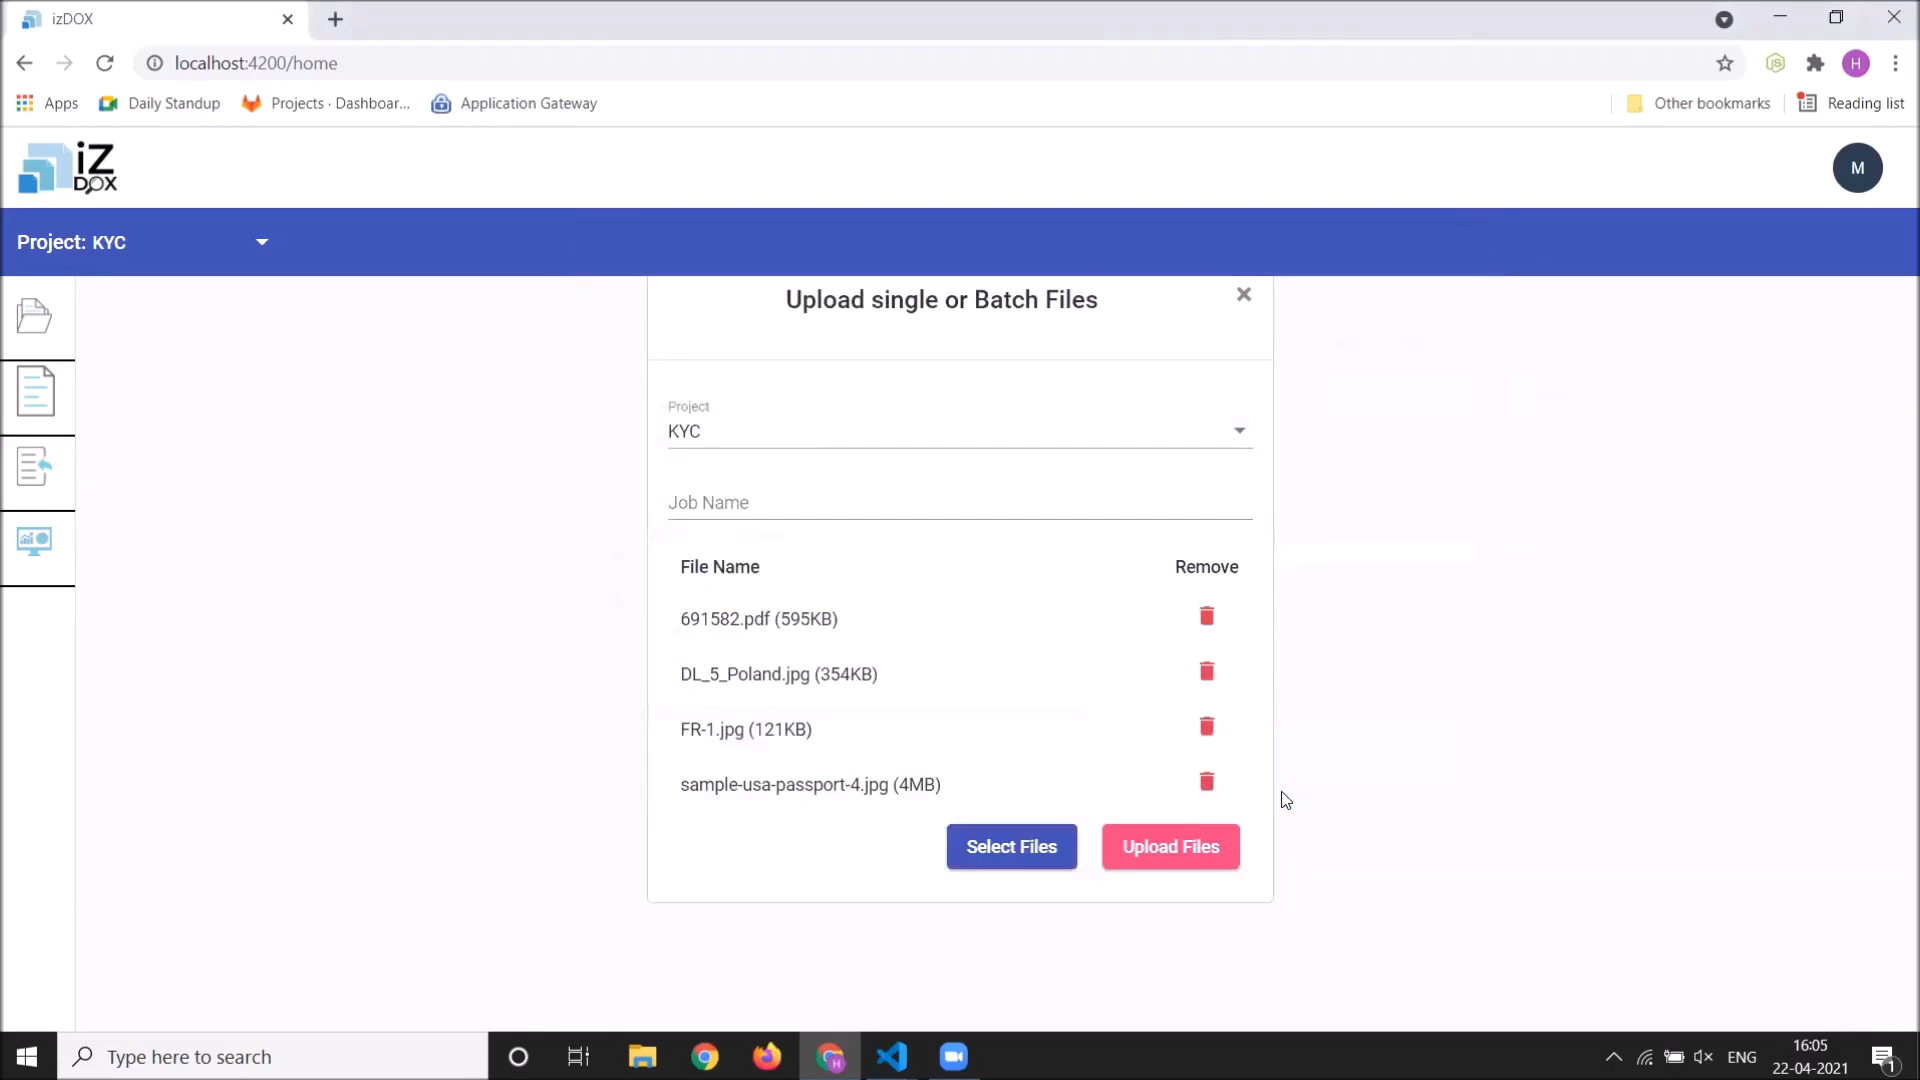 izDOX
localhost:4200/home
H
Apps
Daily Standup
Projects · Dashboar...
Application Gateway
Other bookmarks
Reading list
iZ
DOX
M
Project: KYC
Upload single or Batch Files
Project
KYC
Job Name
File Name Remove
691582.pdf (595KB)
DL_5_Poland.jpg (354KB)
FR-1.jpg (121KB)
sample-usa-passport-4.jpg (4MB)
Select Files Upload Files
Type here to search
H
ENG
16:05
22-04-2021
1